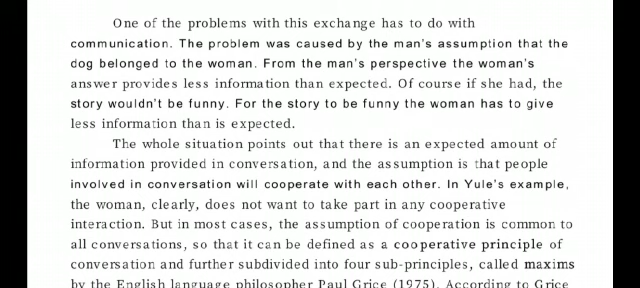 One of the problems with this exchange has to do with
communication. The problem was caused by the man's assumption that the
dog belonged to the woman. From the man's perspective the woman's
answer provides less information than expected. Of course if she had, the
story wouldn't be funny. For the story to be funny the woman has to give
less information than is expected.
The whole situation points out that there is an expected amount of
information provided in conversation, and the assumption is that people
involved in conversation will cooperate with each other. In Yule's example,
the woman, clearly, does not want to take part in any cooperative
interaction. But in most cases, the assumption of cooperation is common to
all conversations, so that it can be defined as a cooperative principle of
conversation and further subdivided into four sub-principles, called maxims
by the English language philosopher Paul Grice (1975). According to Grice